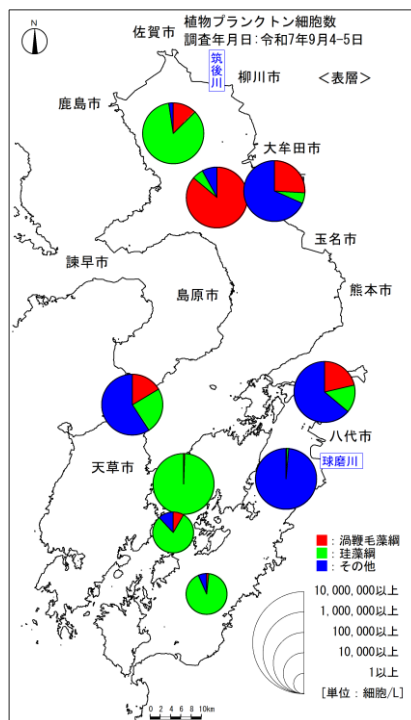 植物プランクトン細胞数
調査年月日:令和7年9月4-5日
<表層>
N
佐賀市
筑後川
柳川市
鹿島市
大牟田市
玉名市
諫早市
島原市
熊本市
八代市
天草市
球磨川
:渦鞭毛藻綱
:珪藻綱
:その他
10,000,000以上
1,000,000以上
100,000以上
10,000以上
1以上
[単位:細胞/L]
0 2 4 6 8 10km